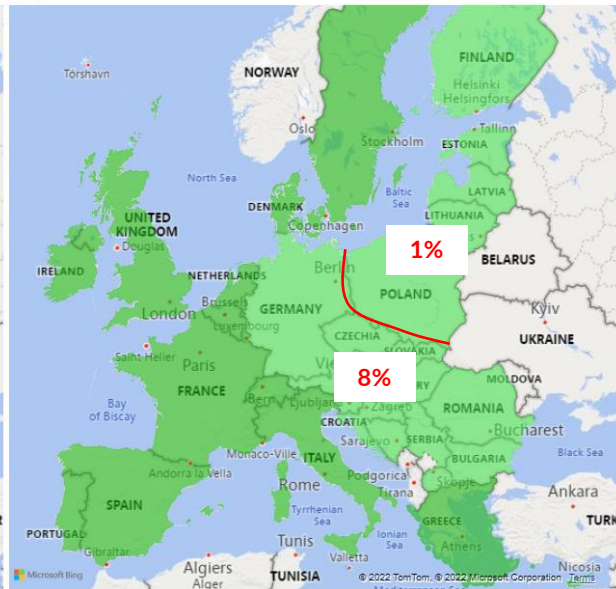 FINLAND
Tórshavn
NORWAY
Helsinki
Helsingfors
Oslo
Tallinn
Stockholm
ESTONIA
North Sea
Baltic
Sea
LATVIA
DENMARK
LITHUANIA
UNITED
KINGDOM
Copenhagen
Douglas
1%
BELARUS
IRELAND
NETHERLANDS
Berlin
POLAND
London
Brussels
GERMANY
Kyiv
Luxembourg
CZECHIA
UKRAINE
Saint Helier
Paris
SLOVAKIA
8%
MOLDOVA
FRANCE
Bern
Ljubljana
Zagreb
ROMANIA
Bay
of Biscay
CROATIA
Bucharest
Sarajevo
SERBIA
Monaco-Ville
ITALY
BULGARIA
Black Sea
Andorra la Vella
Podgorica
Skopje
Rome
Tirana
Ankara
SPAIN
Tyrrhenian
Sea
PORTUGAL
Ionian
Sea
GREECE
Athens
Gibraltar
Tunis
Valletta
Algiers
Alger
TUNISIA
Nicosia
Microsoft Bing
© 2022 TomTom, © 2022 Microsoft Corporation Terms